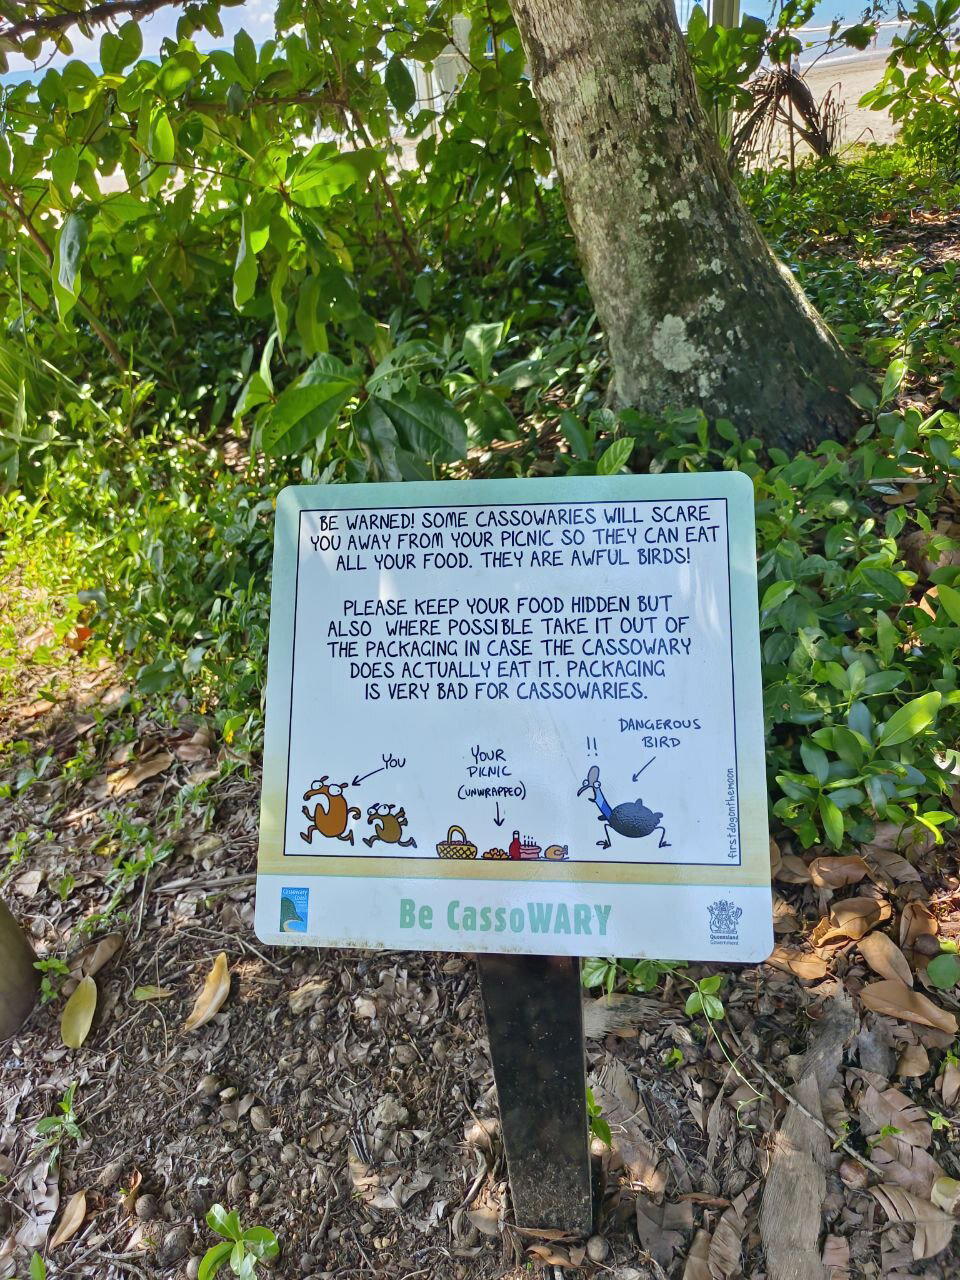 BE WARNED! SOME CASSOWARIES WILL SCARE
YOU AWAY FROM YOUR PICNIC SO THEY CAN EAT
ALL YOUR FOOD. THEY ARE AWFUL BIRDS!
PLEASE KEEP YOUR FOOD HIDDEN BUT
ALSO WHERE POSSIBLE TAKE IT OUT OF
THE PACKAGING IN CASE THE CASSOWARY
DOES ACTUALLY EAT IT. PACKAGING
IS VERY BAD FOR CASSOWARIES.
YOU
YOUR
PICNIC
(UNWRAPPED)
!!
DANGEROUS
BIRD
firstdogonthemoon
Cassowary
Coast
Be CassoWARY
Queensland
Government